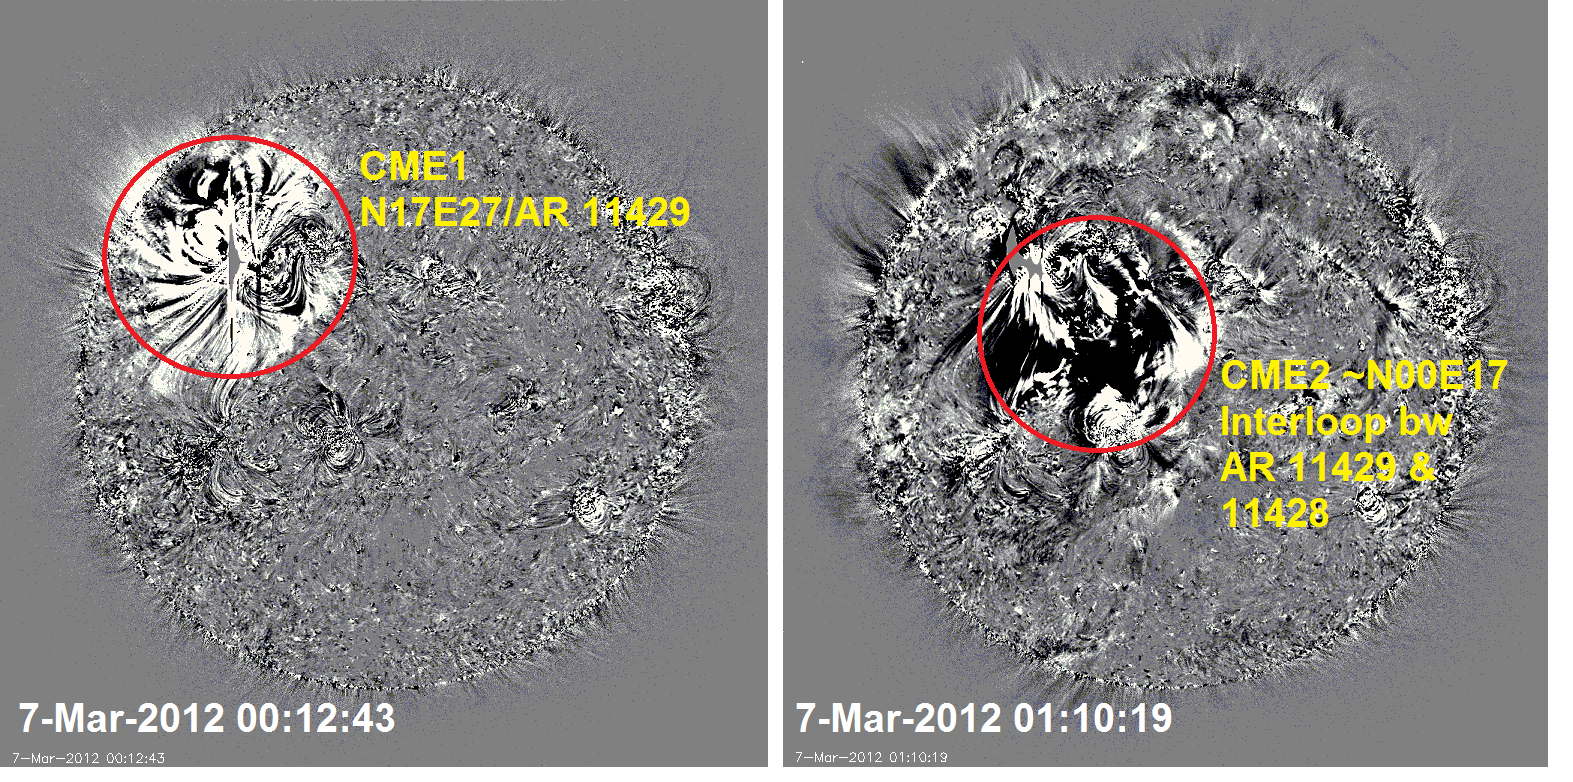 CME1
N17E27/AR 11429
7-Mar-2012 00:12:43
7-Mar-2012 00:12:43
CME2 ~N00E17
Interloop bw
AR 11429 &
11428
7-Mar-2012 01:10:19
7-Mar-2012 01:10:19